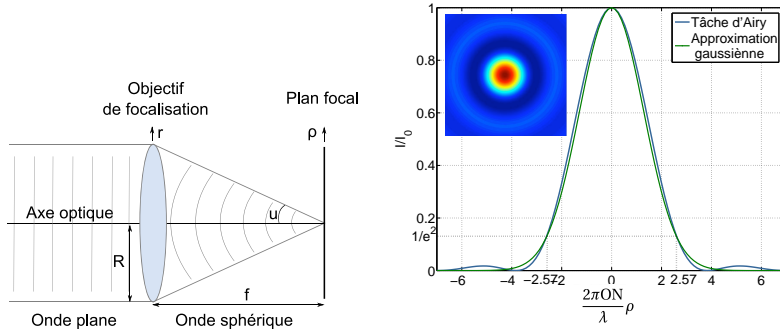 Objectif
de focalisation
Plan focal
r
ρ
u
Axe optique
R
f
Onde plane
Onde sphérique
Tâche d'Airy
Approximation
gaussiènne
I/I₀
1
0.8
0.6
0.4
0.2
1/e²
0
−6 −4 −2.57 −2 0 2 2.57 4 6
2πON
λ
ρ